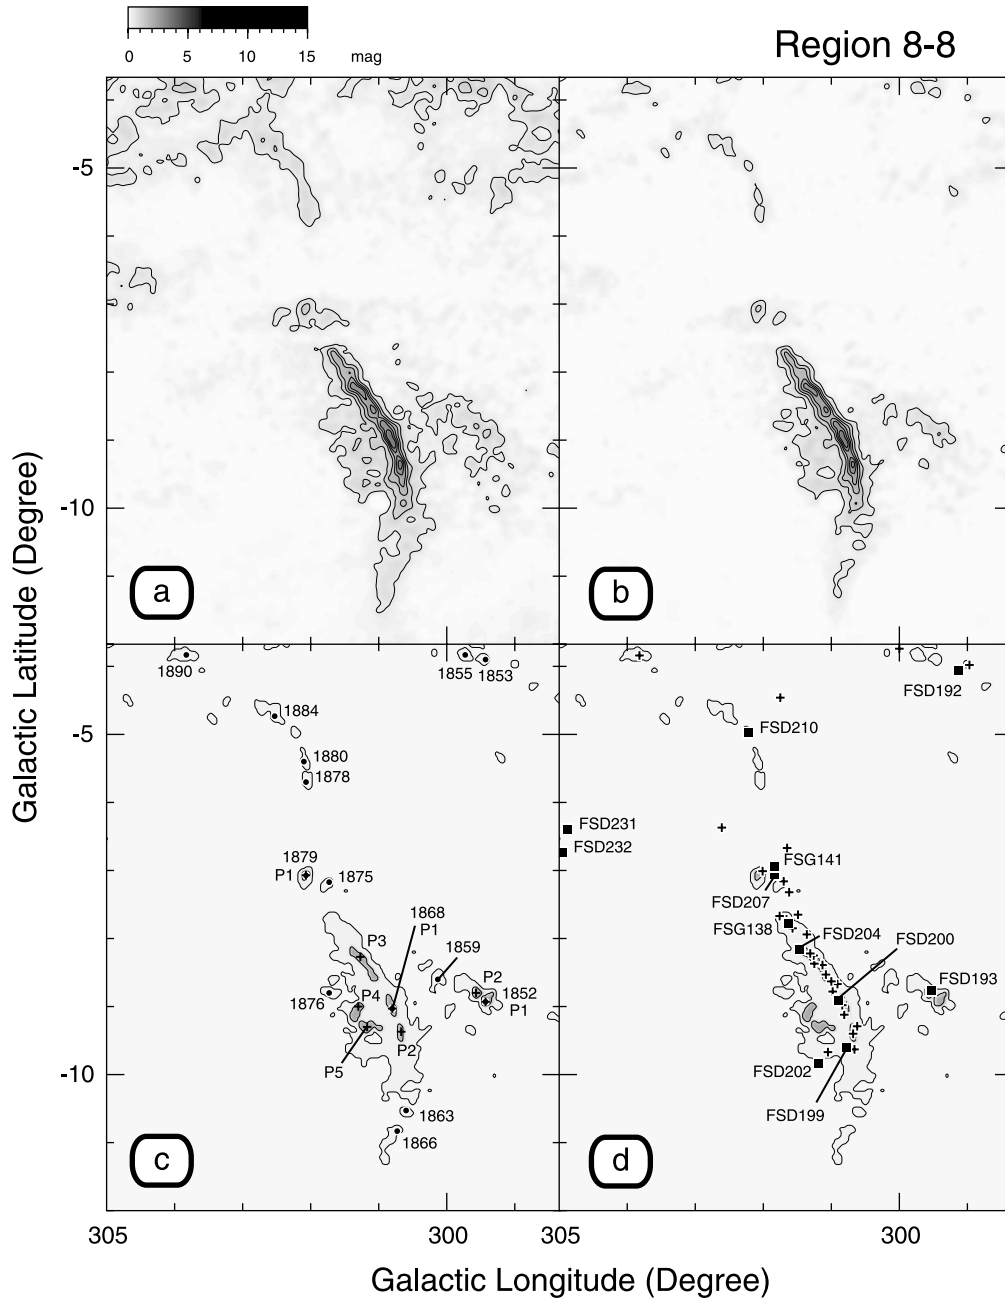 0 5 10 15 mag
Region 8-8
-5
-10
a
b
1890
1855
1853
1884
1880
1878
1879
P1
1875
1868
P1
P3
1859
P2
1852
P1
1876
P4
P2
P5
1863
1866
c
FSD192
FSD210
FSD231
FSD232
FSG141
FSD207
FSG138
FSD204
FSD200
FSD193
FSD202
FSD199
d
-5
-10
305
300
305
300
Galactic Latitude (Degree)
Galactic Longitude (Degree)